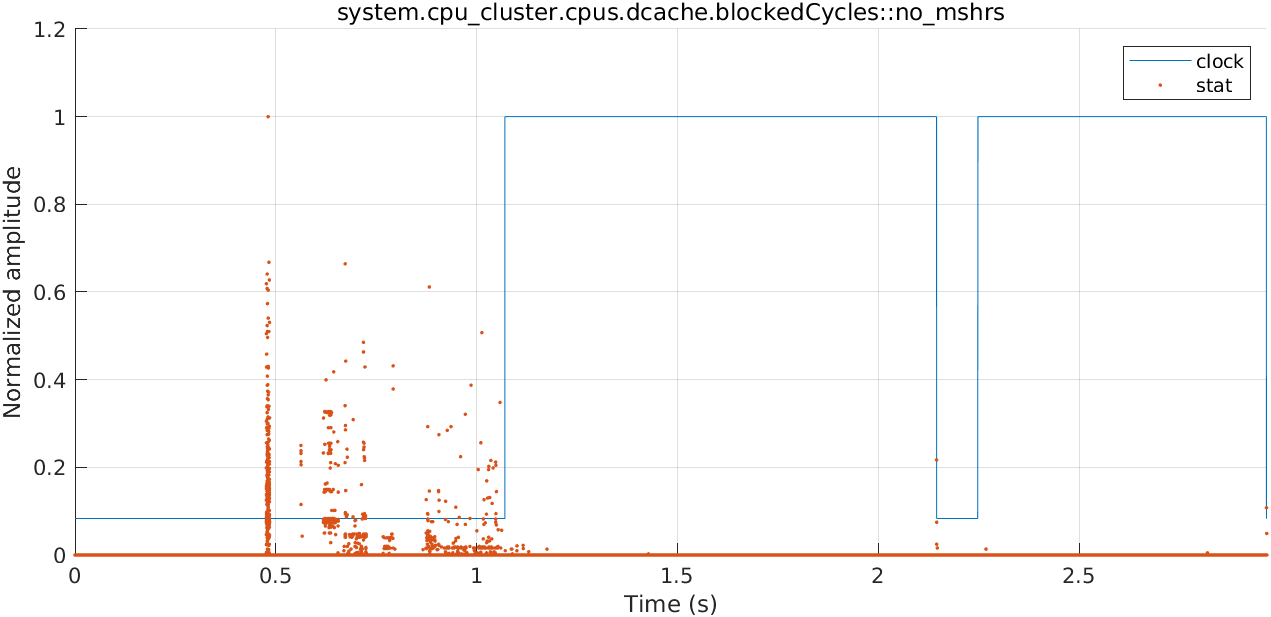 system.cpu_cluster.cpus.dcache.blockedCycles::no_mshrs
1.2
clock
stat
1
0.8
0.6
0.4
0.2
0
Normalized amplitude
0 0.5 1 1.5 2 2.5
Time (s)